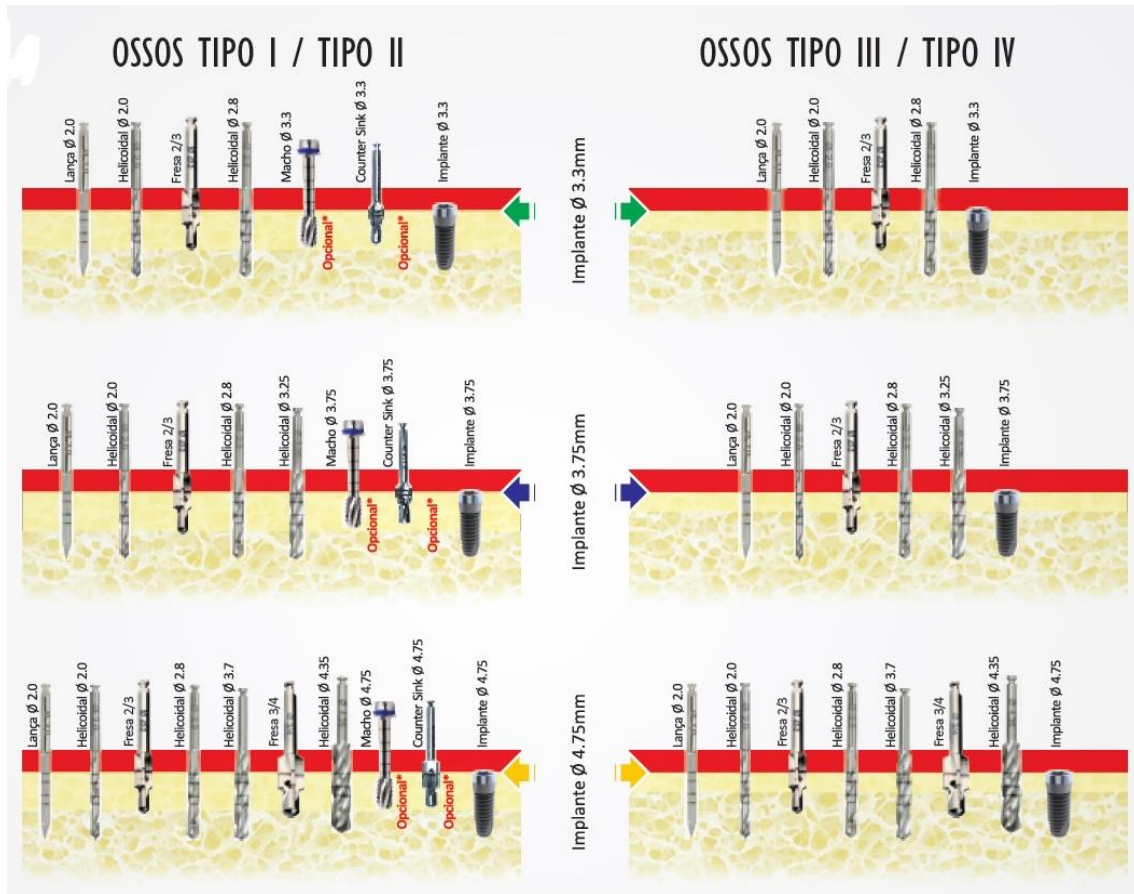 OSSOS TIPO I / TIPO II
Lança Ø 2.0
Helicoidal Ø 2.0
Fresa 2/3
Helicoidal Ø 2.8
Macho Ø 3.3
Opcional*
Counter Sink Ø 3.3
Opcional*
Implante Ø 3.3
Implante Ø 3.3mm
OSSOS TIPO III / TIPO IV
Lança Ø 2.0
Helicoidal Ø 2.0
Fresa 2/3
Helicoidal Ø 2.8
Implante Ø 3.3
Lança Ø 2.0
Helicoidal Ø 2.0
Fresa 2/3
Helicoidal Ø 2.8
Helicoidal Ø 3.25
Macho Ø 3.75
Opcional*
Counter Sink Ø 3.75
Opcional*
Implante Ø 3.75
Implante Ø 3.75mm
Lança Ø 2.0
Helicoidal Ø 2.0
Fresa 2/3
Helicoidal Ø 2.8
Helicoidal Ø 3.25
Implante Ø 3.75
Lança Ø 2.0
Helicoidal Ø 2.0
Fresa 2/3
Helicoidal Ø 2.8
Helicoidal Ø 3.7
Fresa 3/4
Helicoidal Ø 4.35
Macho Ø 4.75
Opcional*
Counter Sink Ø 4.75
Opcional*
Implante Ø 4.75
Implante Ø 4.75mm
Lança Ø 2.0
Helicoidal Ø 2.0
Fresa 2/3
Helicoidal Ø 2.8
Helicoidal Ø 3.7
Fresa 3/4
Helicoidal Ø 4.35
Implante Ø 4.75